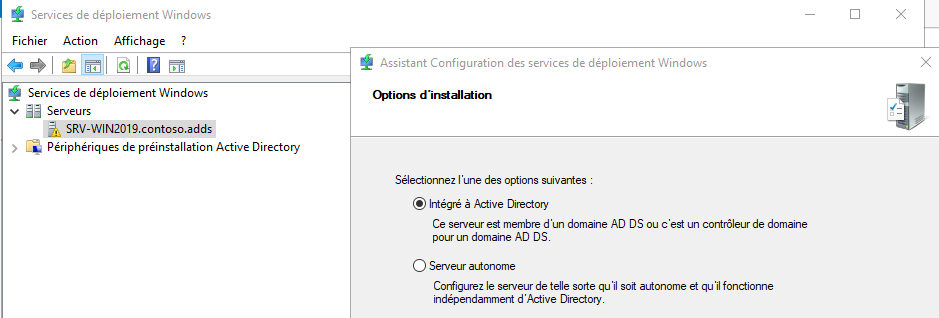 Services de déploiement Windows
Fichier Action Affichage ?
Services de déploiement Windows
Serveurs
SRV-WIN2019.contoso.adds
Périphériques de préinstallation Active Directory
Assistant Configuration des services de déploiement Windows
Options d'installation
Sélectionnez l'une des options suivantes :
Intégré à Active Directory
Ce serveur est membre d'un domaine AD DS ou c'est un contrôleur de domaine
pour un domaine AD DS.
Serveur autonome
Configurez le serveur de telle sorte qu'il soit autonome et qu'il fonctionne
indépendamment d'Active Directory.